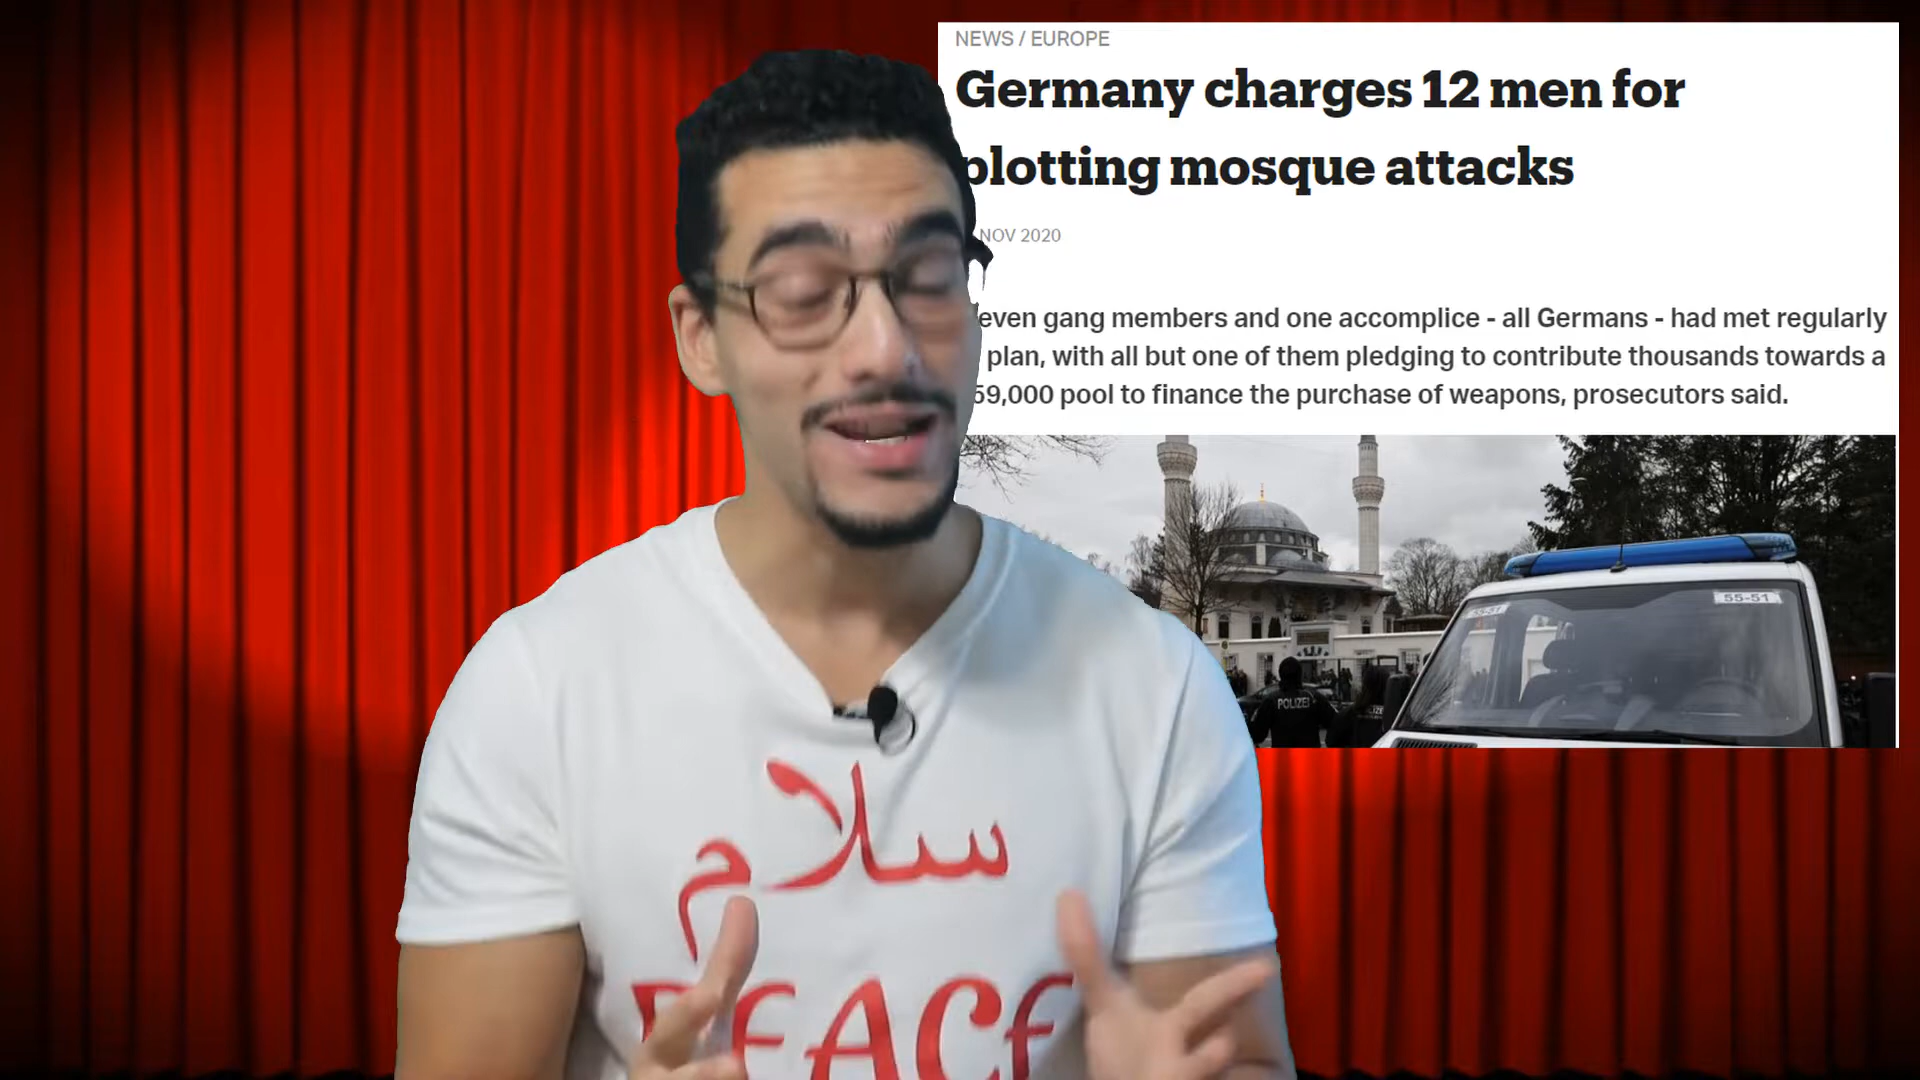 NEWS / EUROPE
Germany charges 12 men for
plotting mosque attacks
NOV 2020
even gang members and one accomplice - all Germans - had met regularly
plan, with all but one of them pledging to contribute thousands towards a
59,000 pool to finance the purchase of weapons, prosecutors said.
55-51
POLIZEI
سلام
PEACE